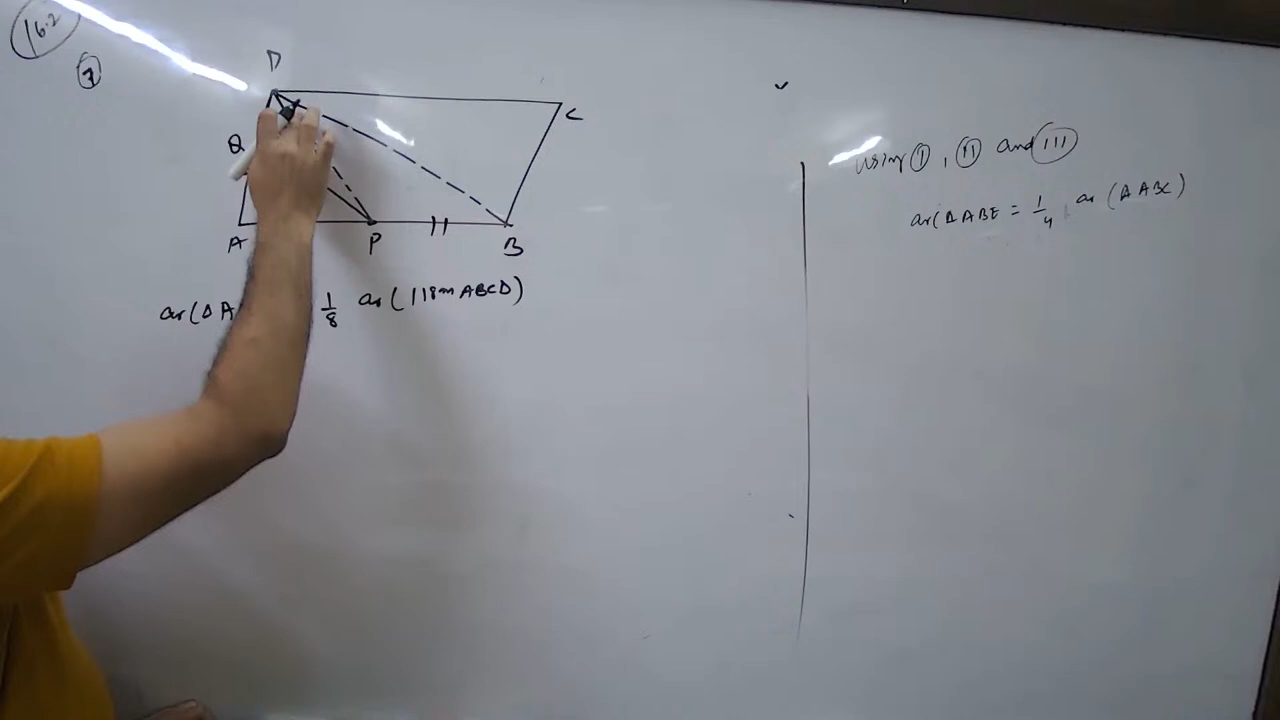 16.2
7
D
C
Q
A
P
B
ar(ΔA
1/8 ar(||gm ABCD)
using I, II and III
ar(ΔABE = 1/4 ar(ΔABC)